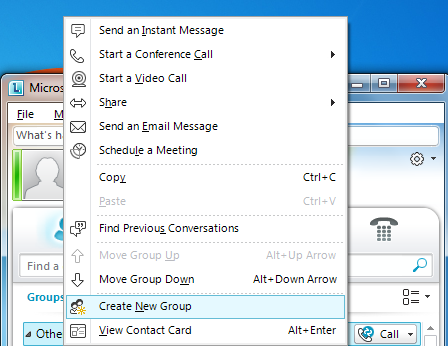 Send an Instant Message
Start a Conference Call
Start a Video Call
Share
Send an Email Message
Schedule a Meeting
Copy Ctrl+C
Paste Ctrl+V
Find Previous Conversations
Move Group Up Alt+Up Arrow
Move Group Down Alt+Down Arrow
Create New Group
View Contact Card Alt+Enter
Micros
File M
What's ha
Find a
Groups
Othe
Call